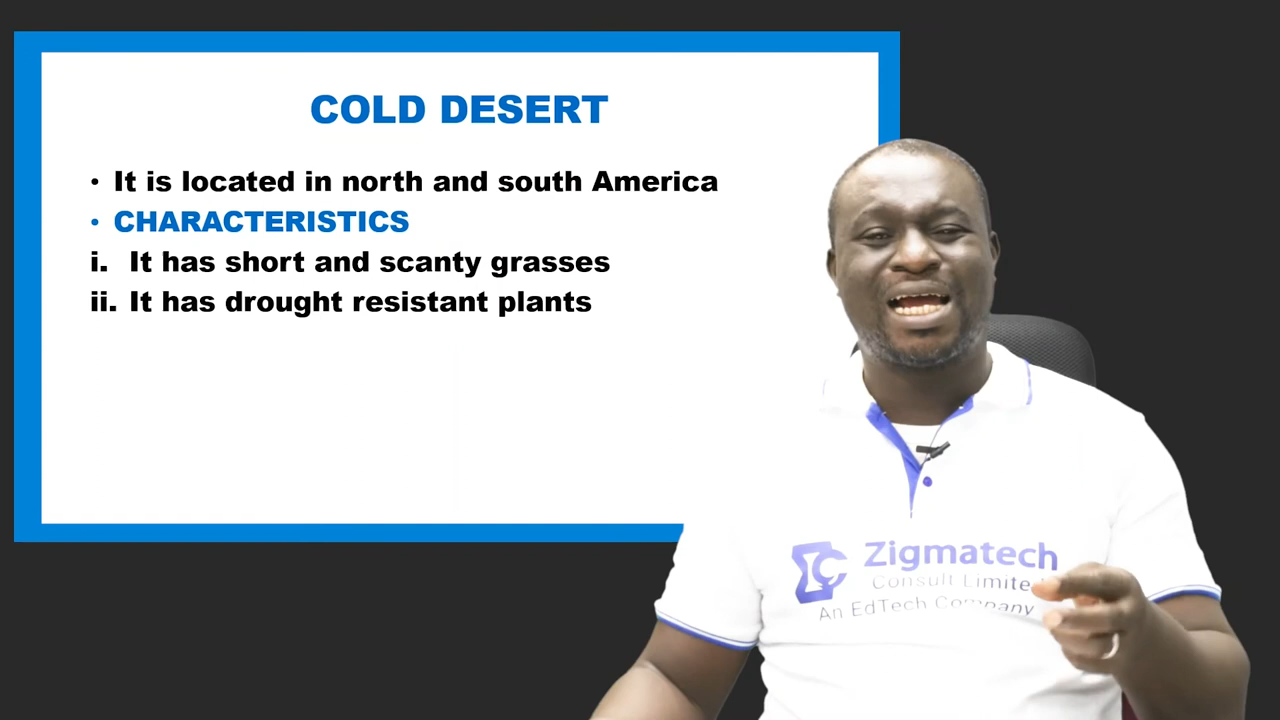 COLD DESERT
• It is located in north and south America
• CHARACTERISTICS
i. It has short and scanty grasses
ii. It has drought resistant plants
Zigmatech
Consult Limite
An EdTech Company